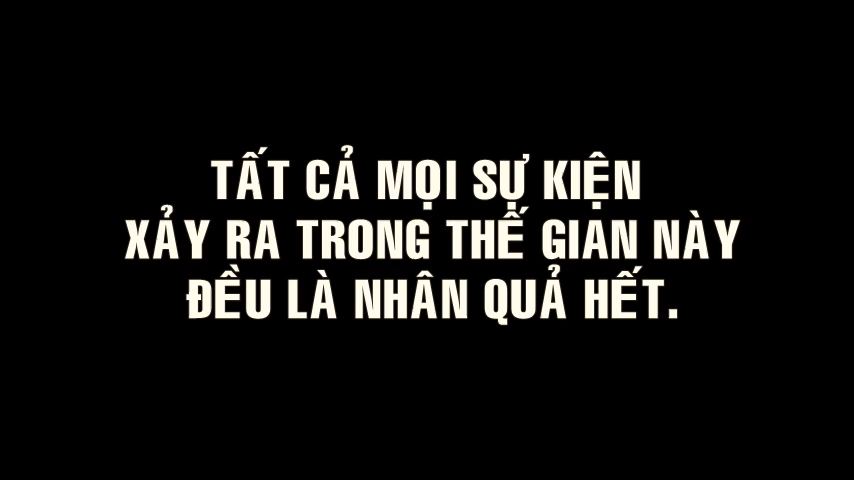 TẤT CẢ MỌI SỰ KIỆN
XẢY RA TRONG THẾ GIAN NÀY
ĐỀU LÀ NHÂN QUẢ HẾT.